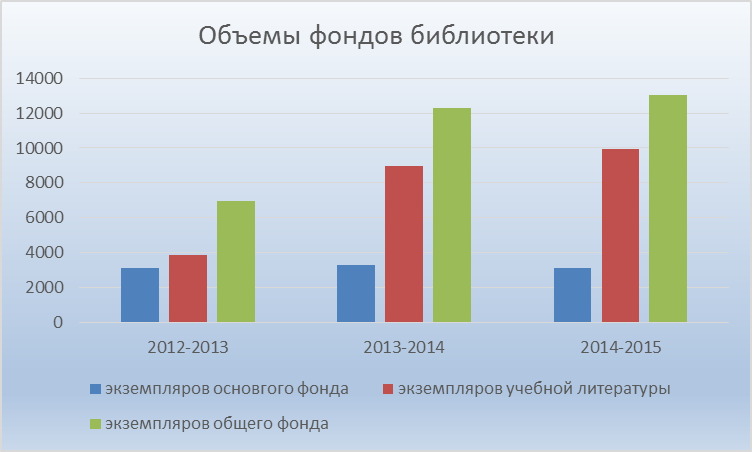 Объемы фондов библиотеки
14000
12000
10000
8000
6000
4000
2000
0
2012-2013 2013-2014 2014-2015
экземпляров основгого фонда экземпляров учебной литературы
экземпляров общего фонда